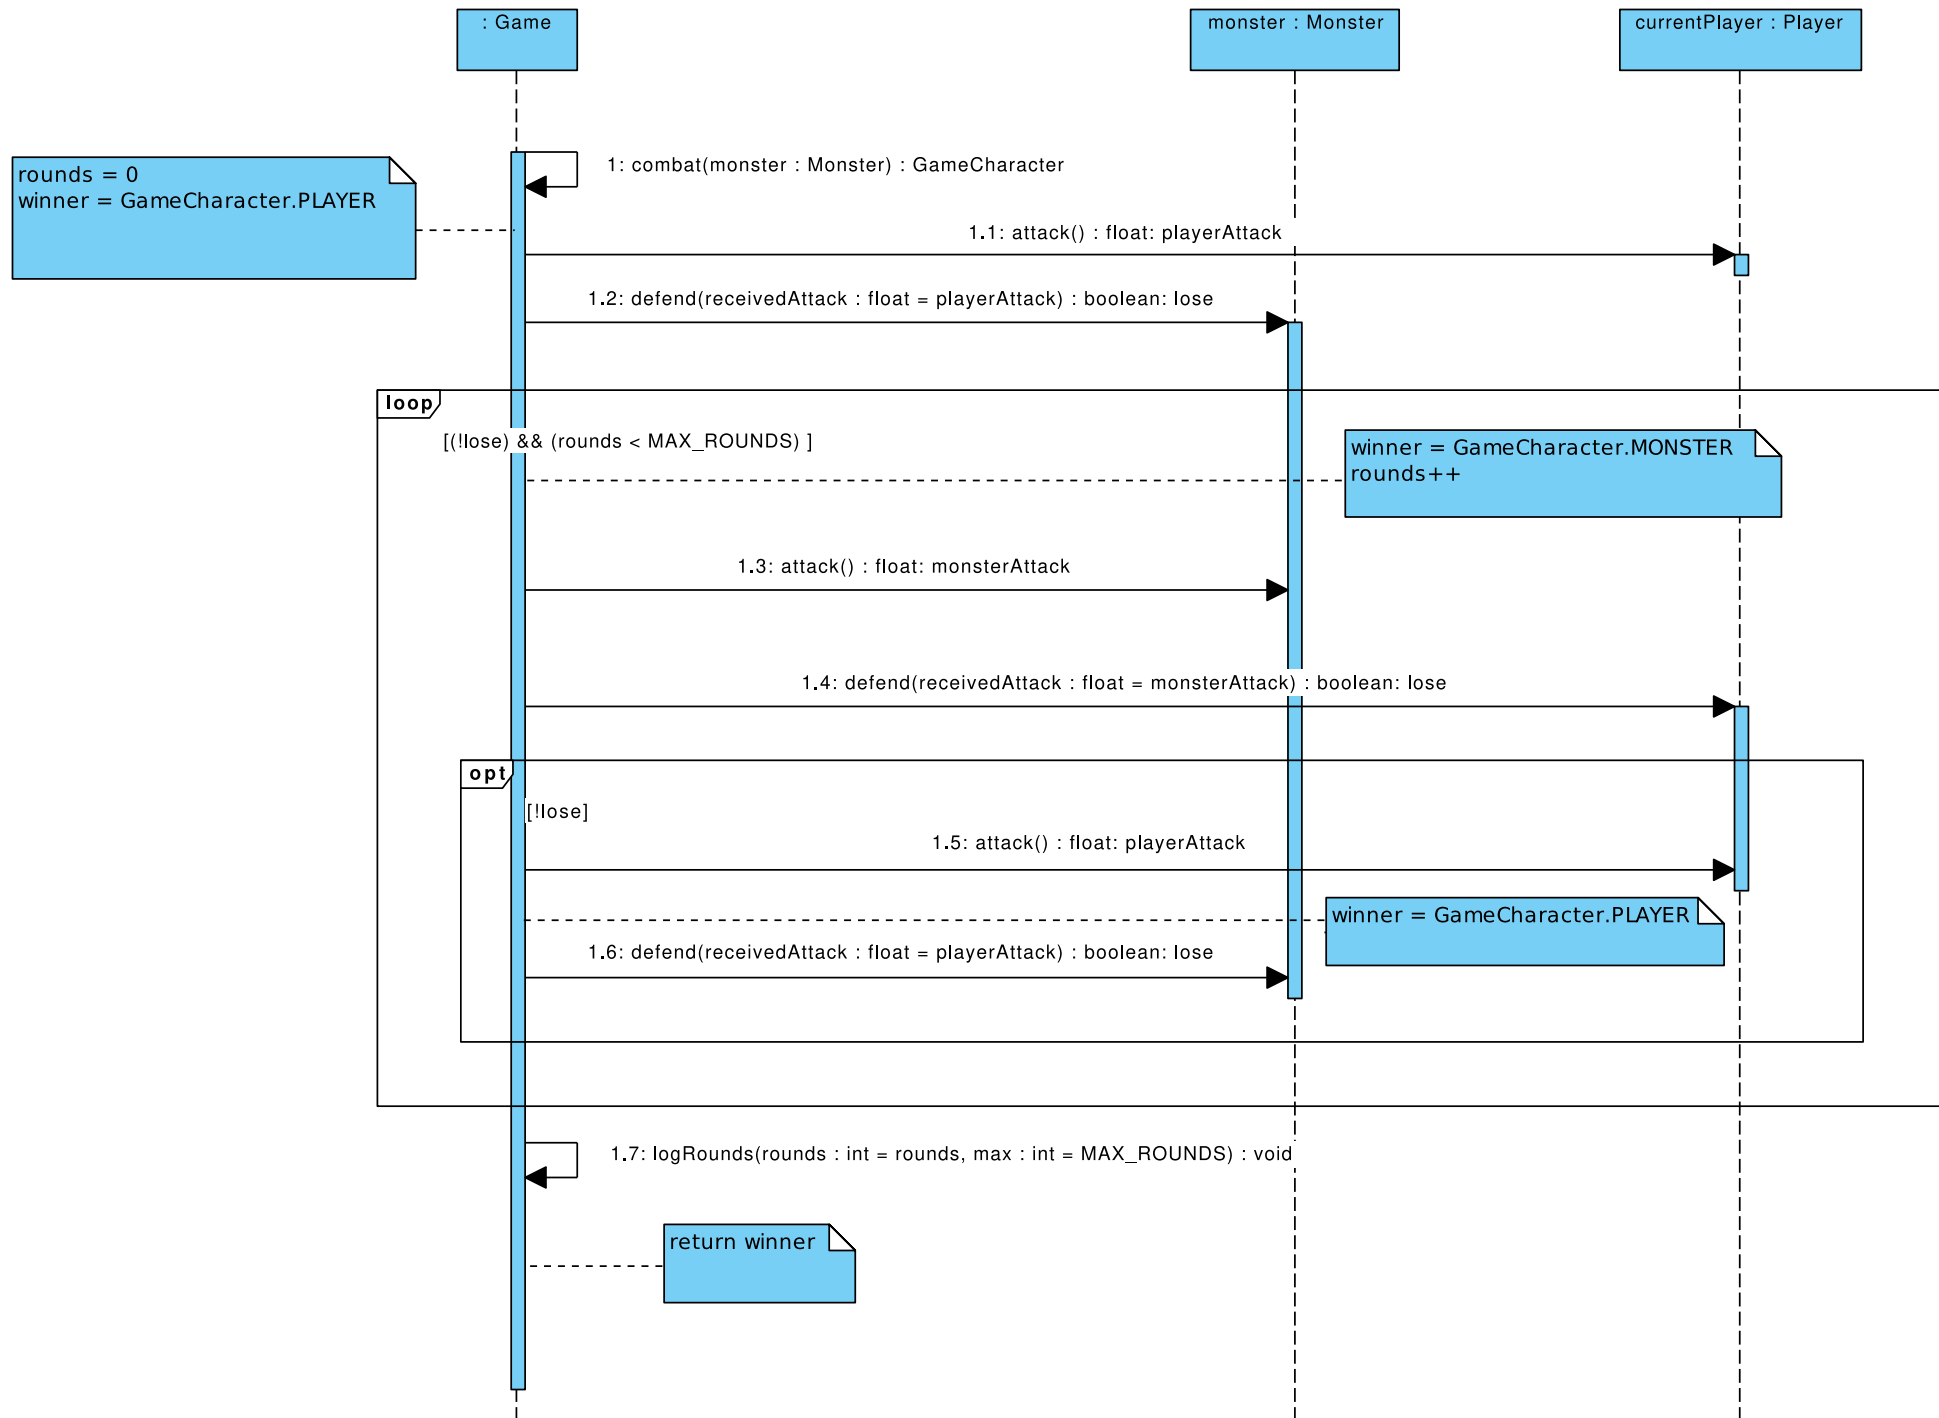 : Game
monster : Monster
currentPlayer : Player
1: combat(monster : Monster) : GameCharacter
rounds = 0
winner = GameCharacter.PLAYER
1.1: attack() : float: playerAttack
1.2: defend(receivedAttack : float = playerAttack) : boolean: lose
loop
[(!lose) && (rounds < MAX_ROUNDS) ]
winner = GameCharacter.MONSTER
rounds++
1.3: attack() : float: monsterAttack
1.4: defend(receivedAttack : float = monsterAttack) : boolean: lose
opt
[!lose]
1.5: attack() : float: playerAttack
winner = GameCharacter.PLAYER
1.6: defend(receivedAttack : float = playerAttack) : boolean: lose
1.7: logRounds(rounds : int = rounds, max : int = MAX_ROUNDS) : void
return winner